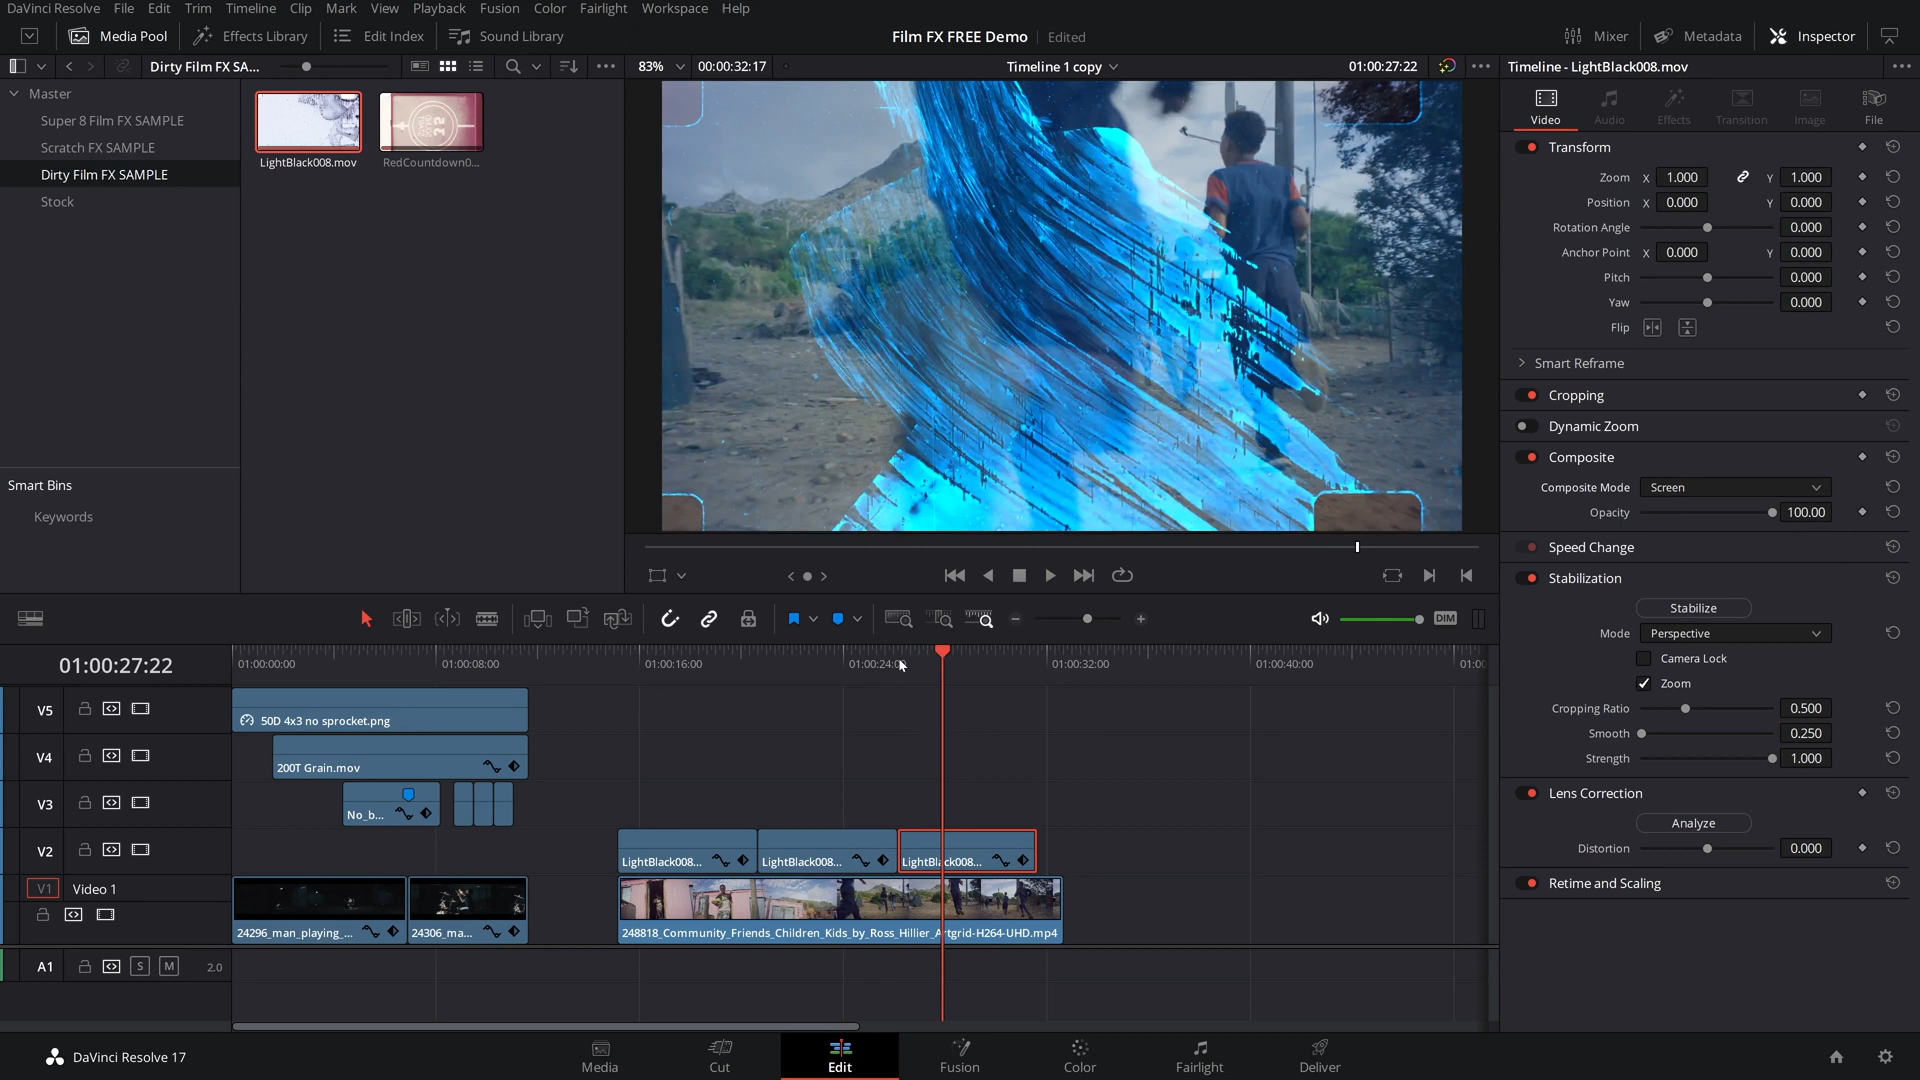 DaVinci Resolve File Edit Trim Timeline Clip Mark View Playback Fusion Color Fairlight Workspace Help
Media Pool Effects Library Edit Index Sound Library Film FX FREE Demo Edited Mixer Metadata Inspector
Dirty Film FX SA... 83% 00:00:32:17 Timeline 1 copy 01:00:27:22 Timeline - LightBlack008.mov
Master
Super 8 Film FX SAMPLE
Scratch FX SAMPLE
Dirty Film FX SAMPLE
Stock
LightBlack008.mov RedCountdown0...
Smart Bins
Keywords
Video Audio Effects Transition Image File
Transform
Zoom X 1.000 Y 1.000
Position X 0.000 Y 0.000
Rotation Angle 0.000
Anchor Point X 0.000 Y 0.000
Pitch 0.000
Yaw 0.000
Flip
Smart Reframe
Cropping
Dynamic Zoom
Composite
Composite Mode Screen
Opacity 100.00
Speed Change
Stabilization
Stabilize
Mode Perspective
Camera Lock
Zoom
Cropping Ratio 0.500
Smooth 0.250
Strength 1.000
Lens Correction
Analyze
Distortion 0.000
Retime and Scaling
DIM
01:00:27:22 01:00:00:00 01:00:08:00 01:00:16:00 01:00:24:00 01:00:32:00 01:00:40:00 01:00
V5 50D 4x3 no sprocket.png
V4 200T Grain.mov
V3 No_b...
V2 LightBlack008... LightBlack008... LightBlack008...
V1 Video 1
24296_man_playing_... 24306_ma... 248818_Community_Friends_Children_Kids_by_Ross_Hillier_Artgrid-H264-UHD.mp4
A1 S M 2.0
DaVinci Resolve 17 Media Cut Edit Fusion Color Fairlight Deliver